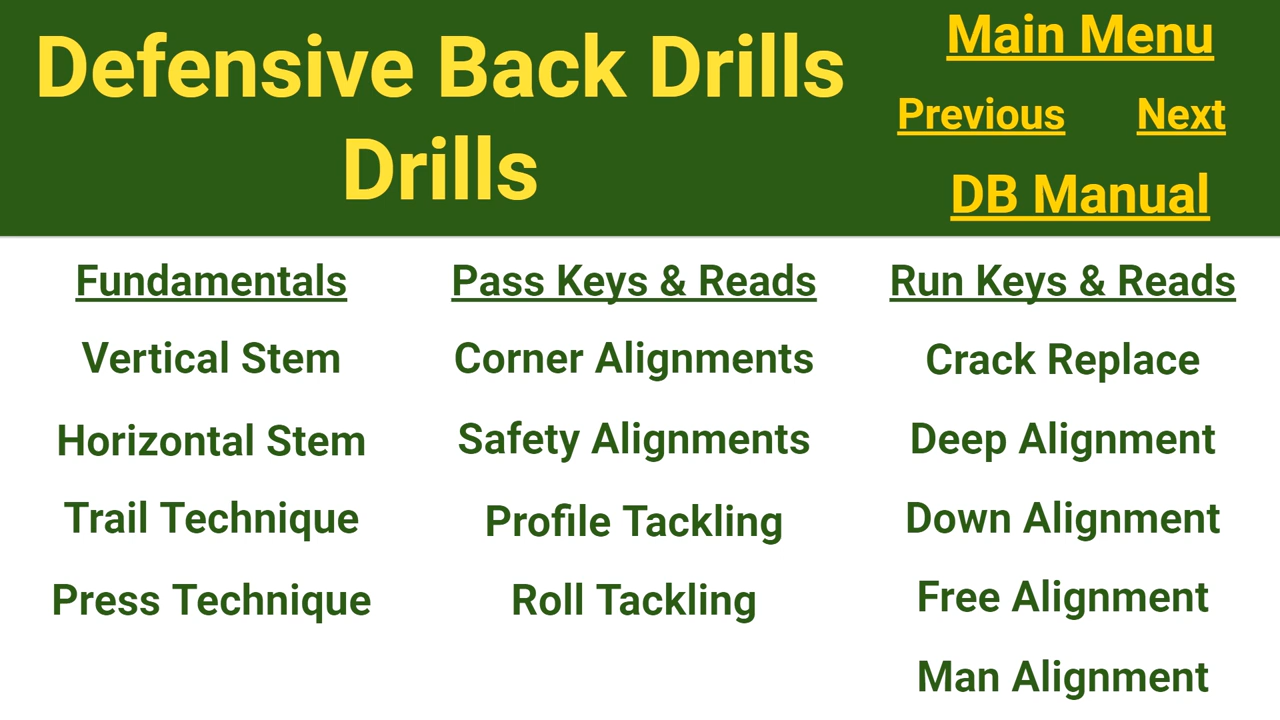 Defensive Back Drills
Drills
Main Menu
Previous Next
DB Manual
Fundamentals
Vertical Stem
Horizontal Stem
Trail Technique
Press Technique
Pass Keys & Reads
Corner Alignments
Safety Alignments
Profile Tackling
Roll Tackling
Run Keys & Reads
Crack Replace
Deep Alignment
Down Alignment
Free Alignment
Man Alignment